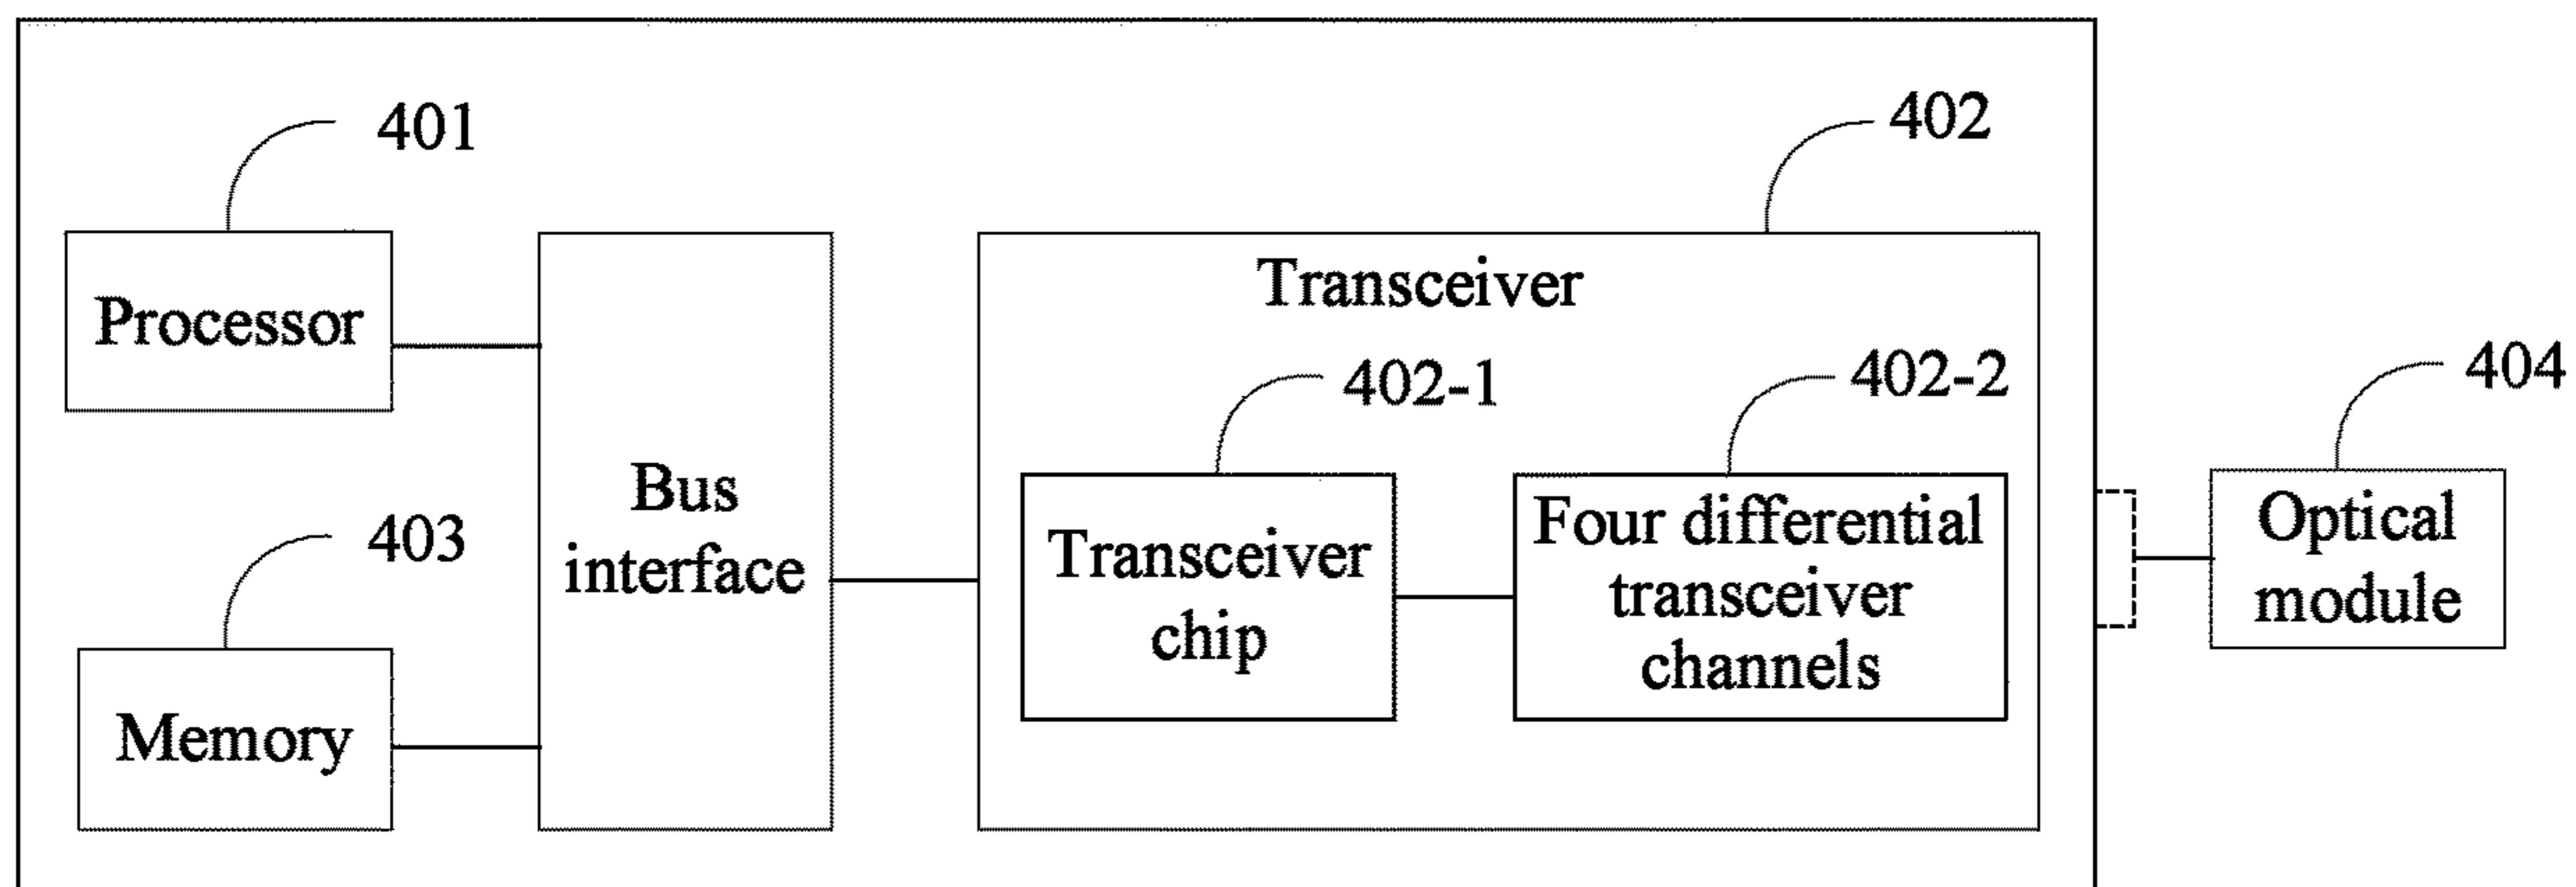 401
402
Processor
Transceiver
402-1
402-2
404
403
Bus
interface
Transceiver
chip
Four differential
transceiver
channels
Optical
module
Memory